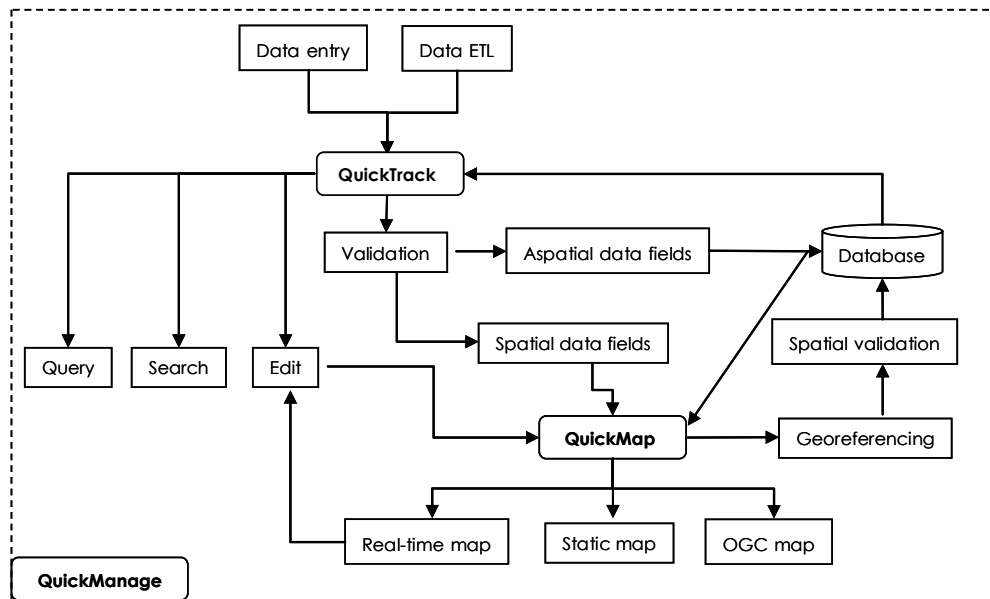 Data entry
Data ETL
QuickTrack
Validation
Aspatial data fields
Database
Spatial data fields
Spatial validation
Query
Search
Edit
QuickMap
Georeferencing
Real-time map
Static map
OGC map
QuickManage